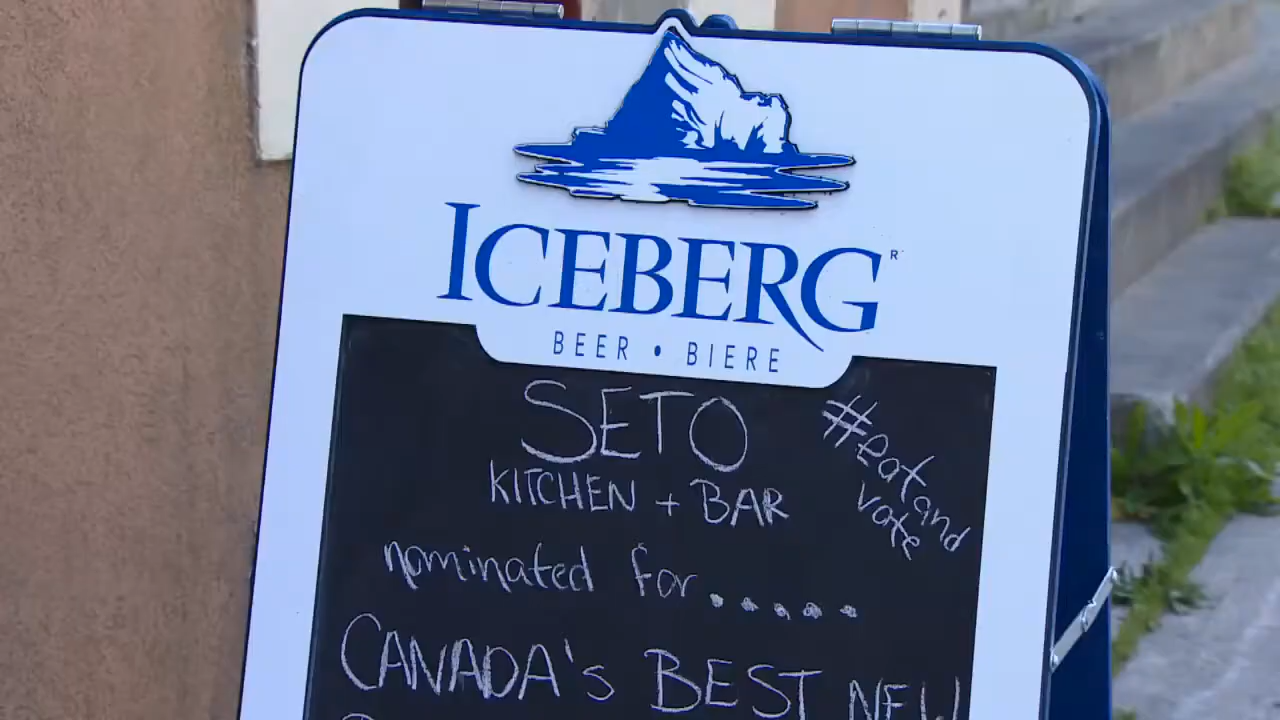 ICEBERG R
BEER • BIERE
SETO
KITCHEN + BAR
#eat and
vote
nominated for.....
CANADA's BEST NEW